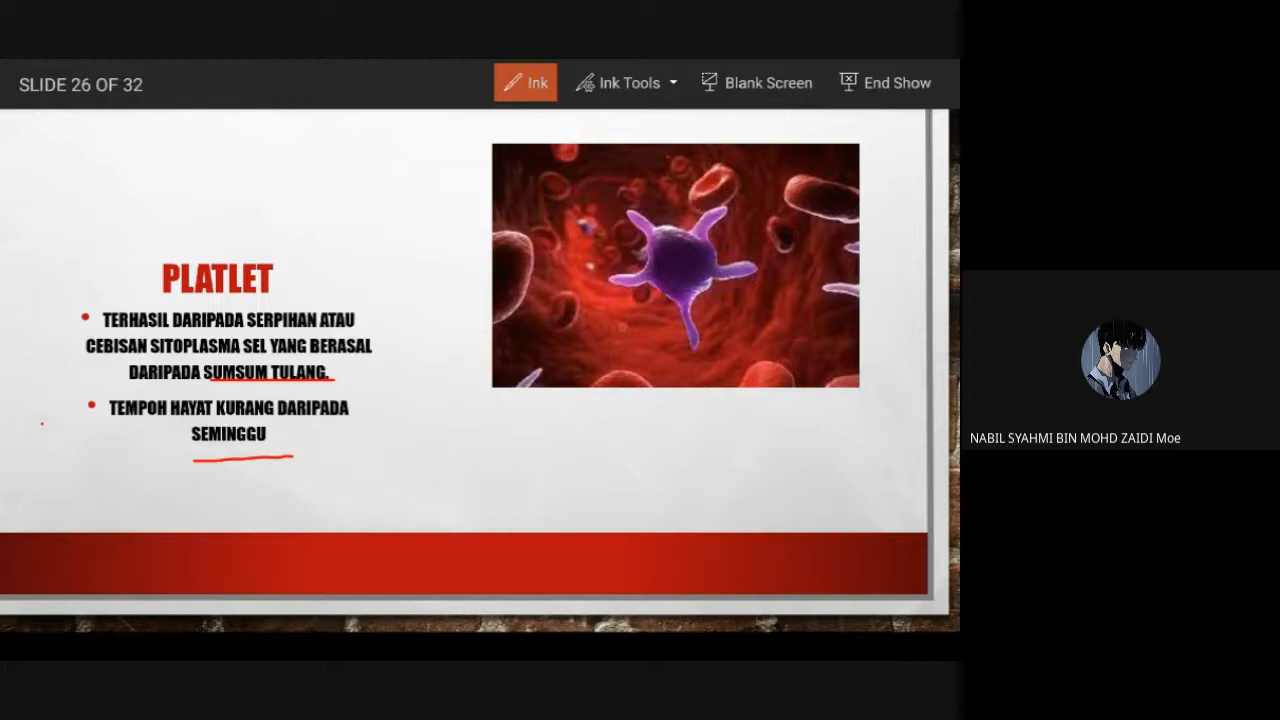 SLIDE 26 OF 32
Ink
Ink Tools
Blank Screen
End Show
PLATLET
• TERHASIL DARIPADA SERPIHAN ATAU
CEBISAN SITOPLASMA SEL YANG BERASAL
DARIPADA SUMSUM TULANG.
• TEMPOH HAYAT KURANG DARIPADA
SEMINGGU
NABIL SYAHMI BIN MOHD ZAIDI Moe